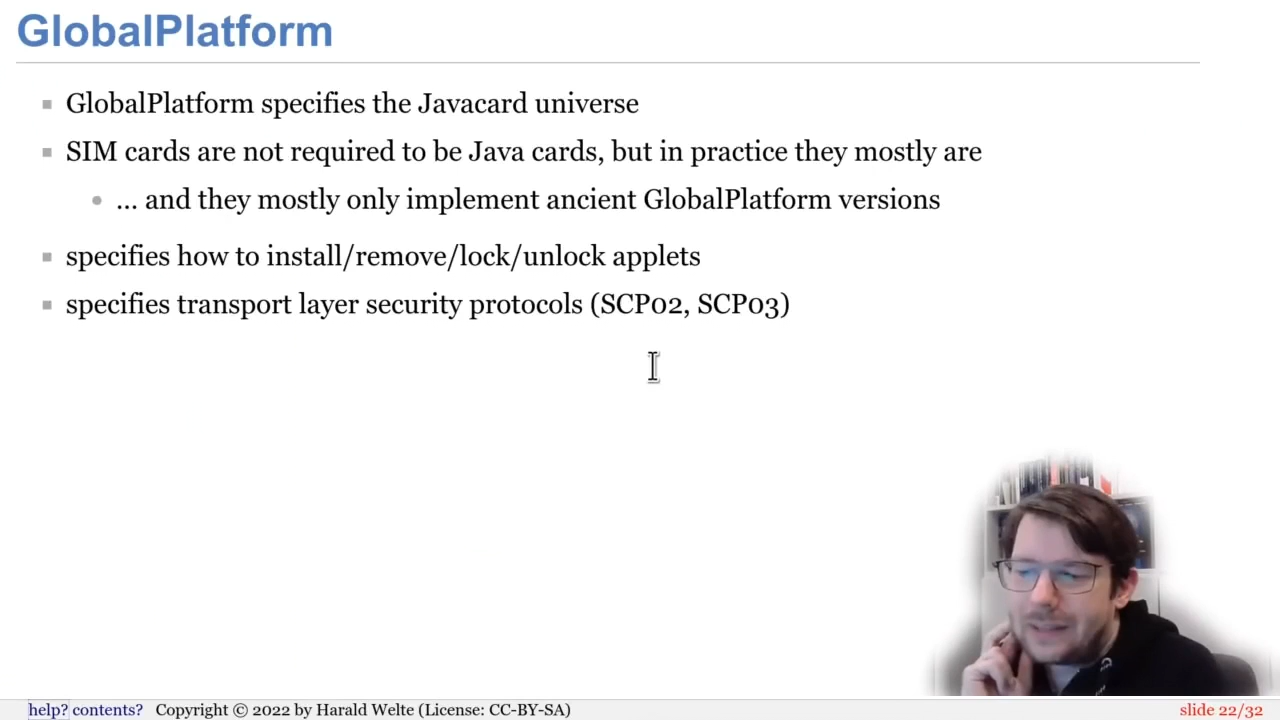 GlobalPlatform
GlobalPlatform specifies the Javacard universe
SIM cards are not required to be Java cards, but in practice they mostly are
... and they mostly only implement ancient GlobalPlatform versions
specifies how to install/remove/lock/unlock applets
specifies transport layer security protocols (SCP02, SCP03)
help? contents? Copyright © 2022 by Harald Welte (License: CC-BY-SA) slide 22/32